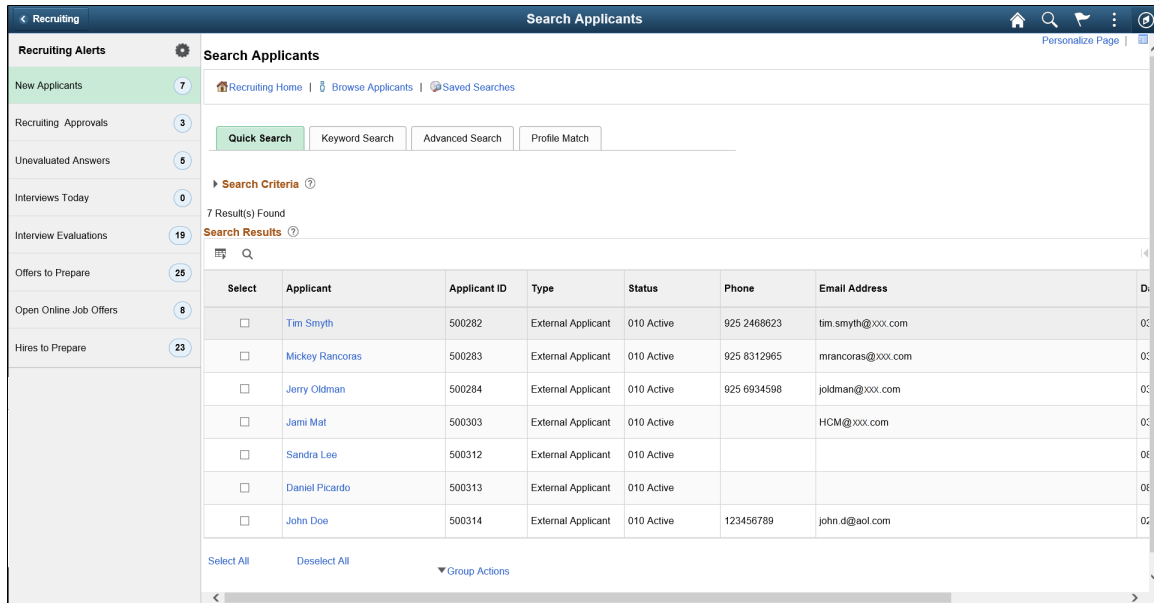 Recruiting
Search Applicants
Personalize Page |
Recruiting Alerts
New Applicants 7
Recruiting Approvals 3
Unevaluated Answers 5
Interviews Today 0
Interview Evaluations 19
Offers to Prepare 25
Open Online Job Offers 8
Hires to Prepare 23
Search Applicants
Recruiting Home | Browse Applicants | Saved Searches
Quick Search Keyword Search Advanced Search Profile Match
Search Criteria ?
7 Result(s) Found
Search Results ?
Select Applicant Applicant ID Type Status Phone Email Address
Tim Smyth 500282 External Applicant 010 Active 925 2468623 tim.smyth@xxx.com 03
Mickey Rancoras 500283 External Applicant 010 Active 925 8312965 mrancoras@xxx.com 03
Jerry Oldman 500284 External Applicant 010 Active 925 6934598 joldman@xxx.com 03
Jami Mat 500303 External Applicant 010 Active HCM@xxx.com 03
Sandra Lee 500312 External Applicant 010 Active 08
Daniel Picardo 500313 External Applicant 010 Active 08
John Doe 500314 External Applicant 010 Active 123456789 john.d@aol.com 02
Select All Deselect All
Group Actions